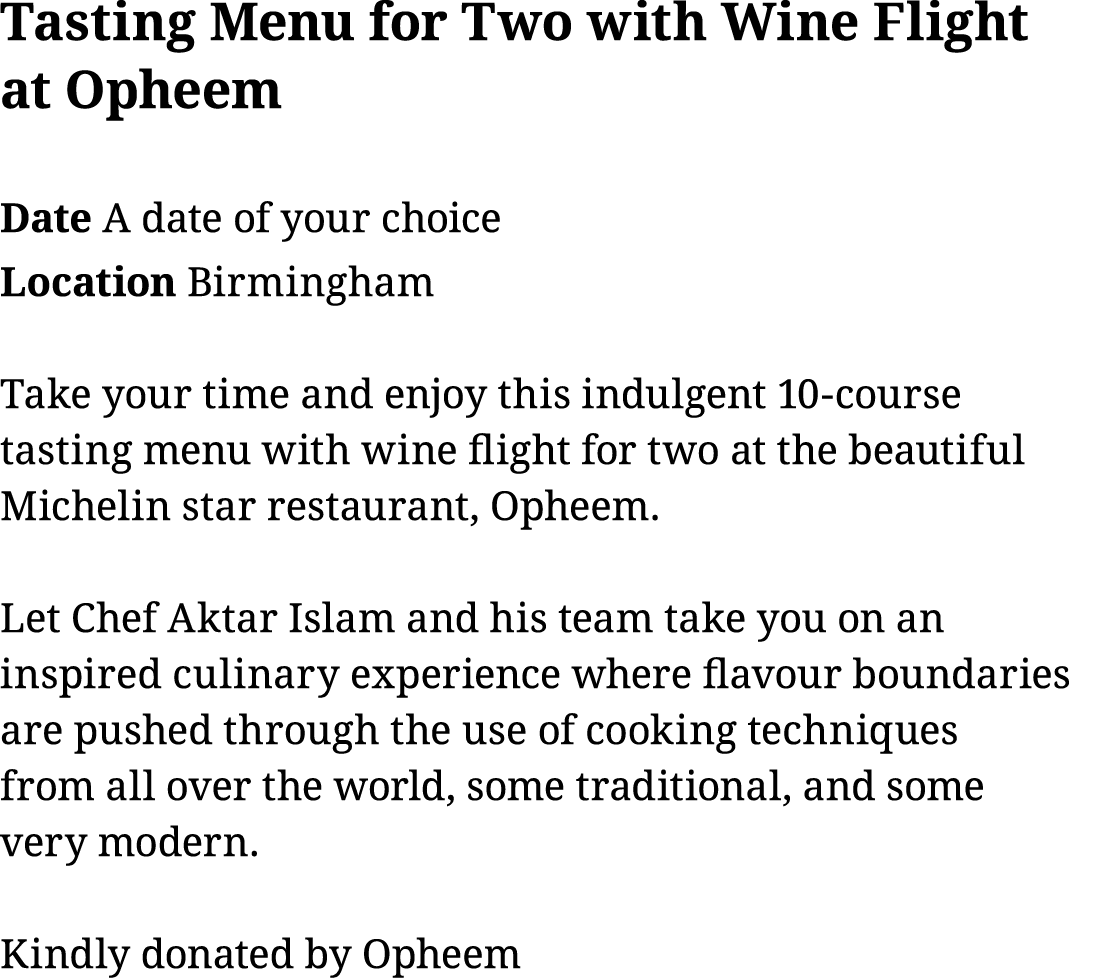 Tasting Menu for Two with Wine Flight
at Opheem
Date A date of your choice
Location Birmingham
Take your time and enjoy this indulgent 10-course
tasting menu with wine flight for two at the beautiful
Michelin star restaurant, Opheem.
Let Chef Aktar Islam and his team take you on an
inspired culinary experience where flavour boundaries
are pushed through the use of cooking techniques
from all over the world, some traditional, and some
very modern.
Kindly donated by Opheem